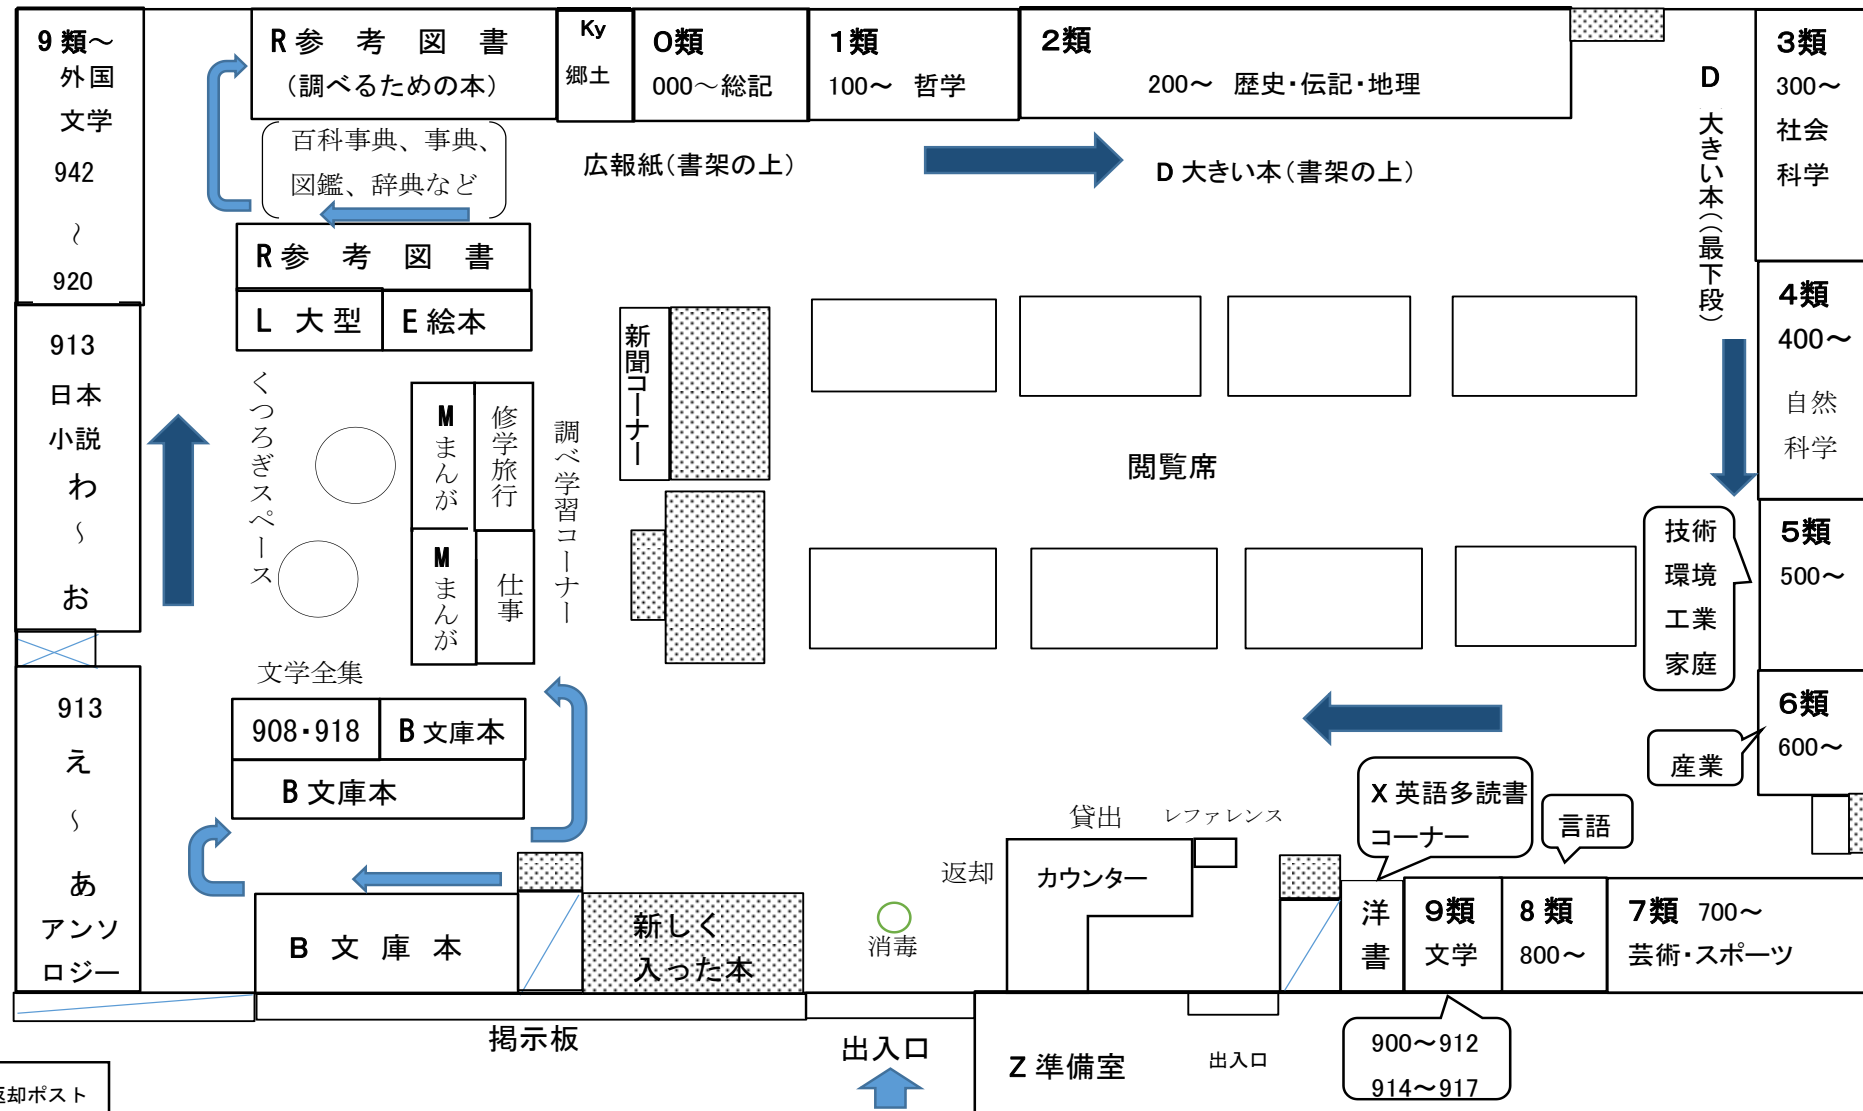 9 類～
外国
文学
942
～
920
R 参 考 図 書
（調べるための本）
Ky
郷土
0類
000～総記
1類
100～ 哲学
2類
200～ 歴史・伝記・地理
D
大きい本（（最下段）
3類
300～
社会
科学
百科事典、事典、
図鑑、辞典など
広報紙（書架の上）
D 大きい本（書架の上）
R 参 考 図 書
L 大 型
E 絵本
4類
400～
自然
科学
913
日本
小説
わ
～
お
くつろぎスペース
M まんが
修学旅行
M まんが
仕事
調べ学習コーナー
新聞コーナー
閲覧席
技術
環境
工業
家庭
5類
500～
文学全集
908・918
B 文庫本
B 文庫本
6類
600～
産業
913
え
～
あ
アンソ
ロジー
貸出
レファレンス
返却
カウンター
X 英語多読書
コーナー
言語
B 文 庫 本
新しく
入った本
消毒
洋書
9類
文学
8 類
800～
7類 700～
芸術・スポーツ
掲示板
出入口
Z 準備室
出入口
900～912
914～917
返却ポスト